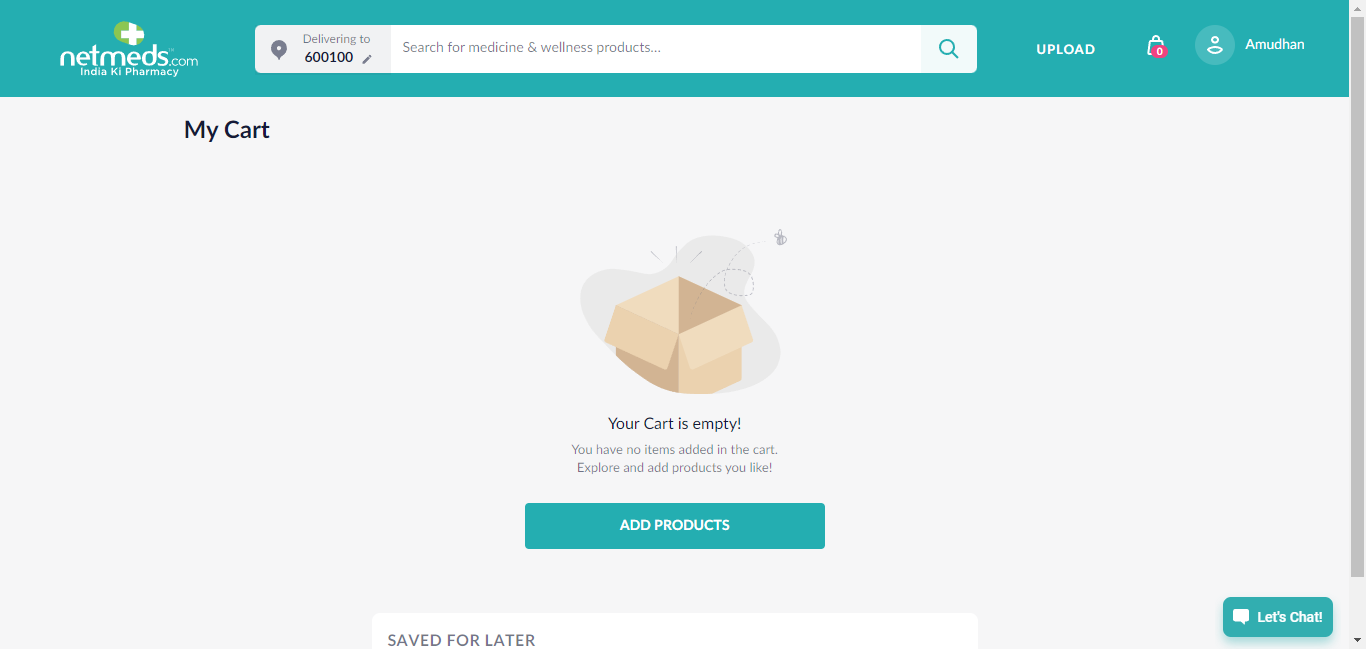 netmeds.com
India Ki Pharmacy
Delivering to
600100
Search for medicine & wellness products...
UPLOAD
0
Amudhan
My Cart
Your Cart is empty!
You have no items added in the cart.
Explore and add products you like!
ADD PRODUCTS
SAVED FOR LATER
Let's Chat!